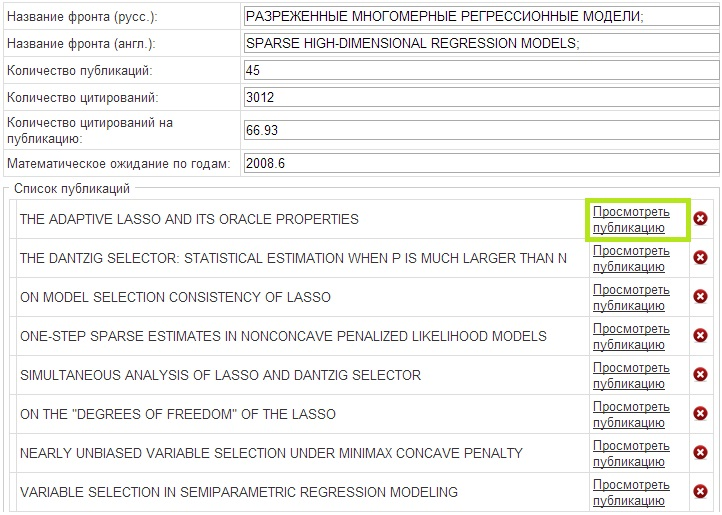 Название фронта (русс.):
РАЗРЕЖЕННЫЕ МНОГОМЕРНЫЕ РЕГРЕССИОННЫЕ МОДЕЛИ;
Название фронта (англ.):
SPARSE HIGH-DIMENSIONAL REGRESSION MODELS;
Количество публикаций:
45
Количество цитирований:
3012
Количество цитирований на
публикацию:
66.93
Математическое ожидание по годам:
2008.6
Список публикаций
THE ADAPTIVE LASSO AND ITS ORACLE PROPERTIES
Просмотреть
публикацию
THE DANTZIG SELECTOR: STATISTICAL ESTIMATION WHEN P IS MUCH LARGER THAN N
Просмотреть
публикацию
ON MODEL SELECTION CONSISTENCY OF LASSO
Просмотреть
публикацию
ONE-STEP SPARSE ESTIMATES IN NONCONCAVE PENALIZED LIKELIHOOD MODELS
Просмотреть
публикацию
SIMULTANEOUS ANALYSIS OF LASSO AND DANTZIG SELECTOR
Просмотреть
публикацию
ON THE "DEGREES OF FREEDOM" OF THE LASSO
Просмотреть
публикацию
NEARLY UNBIASED VARIABLE SELECTION UNDER MINIMAX CONCAVE PENALTY
Просмотреть
публикацию
VARIABLE SELECTION IN SEMIPARAMETRIC REGRESSION MODELING
Просмотреть
публикацию